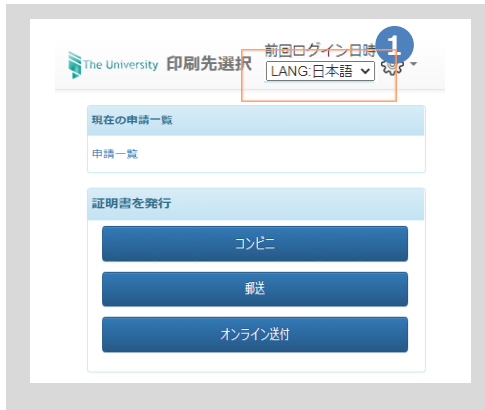 前回ログイン日時
1
The University 印刷先選択 LANG:日本語
現在の申請一覧
申請一覧
証明書を発行
コンビニ
郵送
オンライン送付